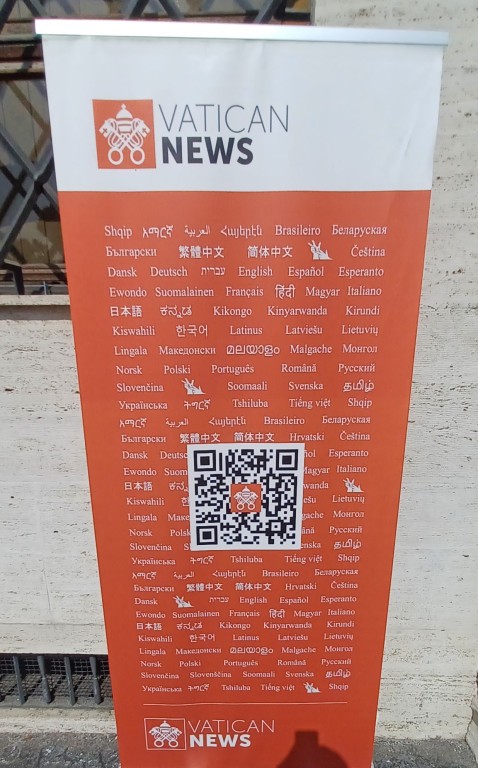 VATICAN
NEWS
Shqip አማርኛ العربية Հայերէն Brasileiro Беларуская
Български 繁體中文 简体中文 Čeština
Dansk Deutsch עברית English Español Esperanto
Ewondo Suomalainen Français हिंदी Magyar Italiano
日本語 ಕನ್ನಡ Kikongo Kinyarwanda Kirundi
Kiswahili 한국어 Latinus Latviešu Lietuvių
Lingala Македонски മലയാളം Malgache Монгол
Norsk Polski Português Română Русский
Slovenčina Soomaali Svenska தமிழ்
Українська ትግርኛ Tshiluba Tiếng việt Shqip
አማርኛ العربية Հայերէն Brasileiro Беларуская
Български 繁體中文 简体中文 Hrvatski Čeština
Dansk Español Esperanto
Ewondo Magyar Italiano
日本語
Kiswahili Lietuvių
Lingala Монгол
Norsk Русский
Slovenčina தமிழ்
Українська ትግርኛ Tshiluba Tiếng việt Shqip
አማርኛ العربية Հայերէն Brasileiro Беларуская
Български 繁體中文 简体中文 Hrvatski Čeština
Dansk עברית English Español Esperanto
Ewondo Suomalainen Français हिंदी Magyar Italiano
日本語 ಕನ್ನಡ Kikongo Kinyarwanda Kirundi
Kiswahili 한국어 Latinus Latviešu Lietuvių
Lingala Македонски മലയാളം Malgache Монгол
Norsk Polski Português Română Русский
Slovenčina Slovenščina Soomaali Svenska தமிழ்
Українська ትግርኛ Tshiluba Tiếng việt Shqip
VATICAN
NEWS